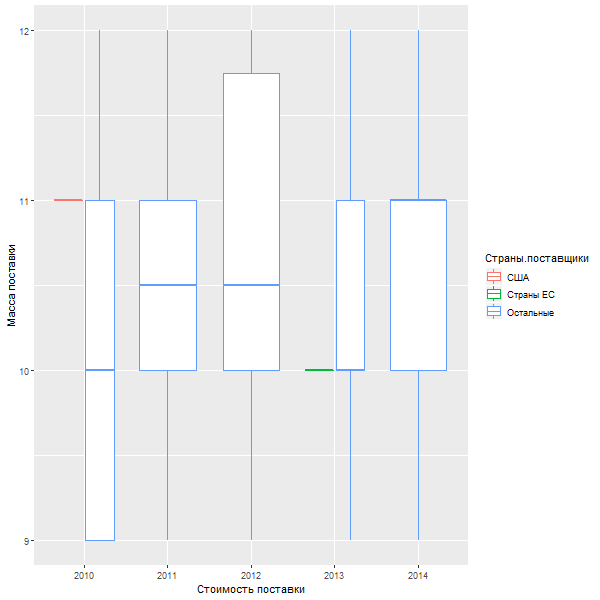 12
11
10
9
Масса поставки
2010 2011 2012 2013 2014
Стоимость поставки
Страны.поставщики
США
Страны ЕС
Остальные